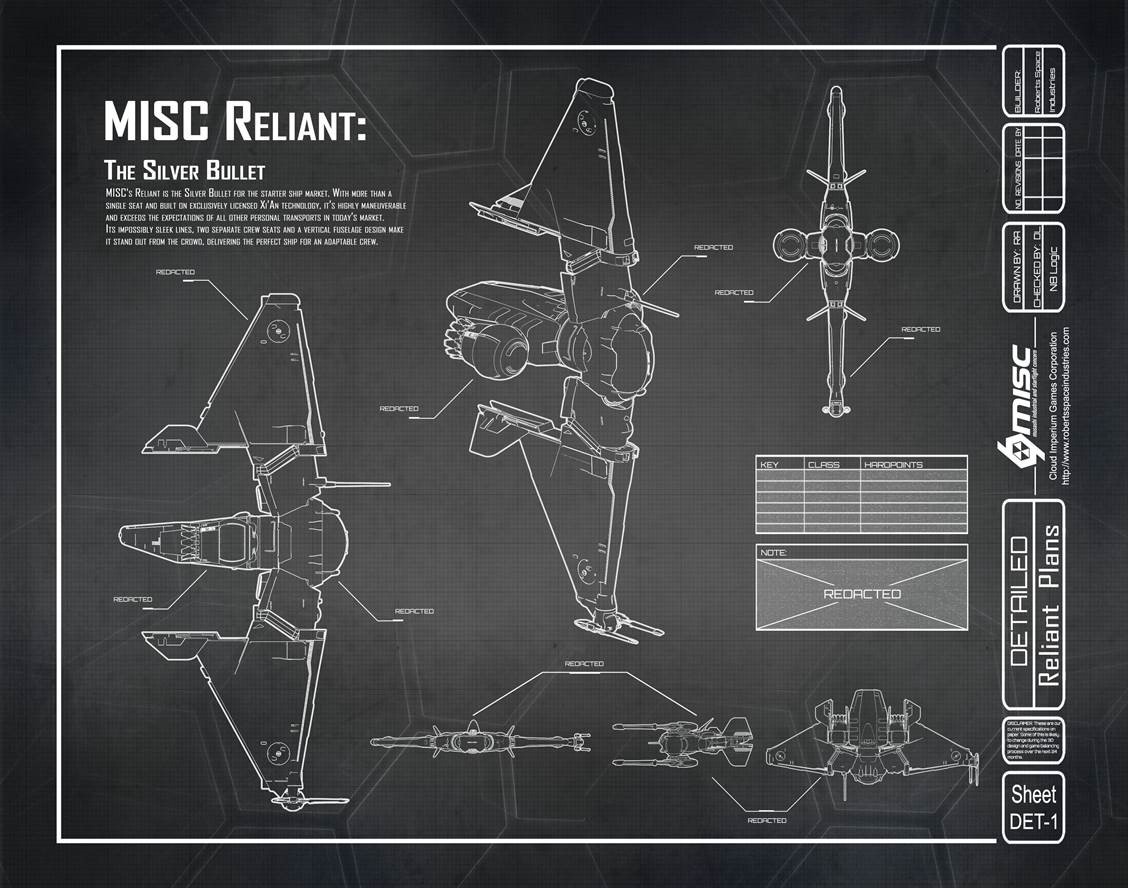 MISC Reliant:
The Silver Bullet
MISC's Reliant is the Silver Bullet for the starter ship market. With more than a
single seat and built on exclusively licensed Xi'An technology, it's highly maneuverable
and exceeds the expectations of all other personal transports in today's market.
Its impossibly sleek lines, two separate crew seats and a vertical fuselage design make
it stand out from the crowd, delivering the perfect ship for an adaptable crew.
REDACTED
REDACTED
REDACTED
REDACTED
REDACTED
REDACTED
REDACTED
REDACTED
REDACTED
KEY CLASS HARDPOINTS
NOTE:
REDACTED
BUILDER:
Roberts Space
Industries
NO. REVISIONS DATE BY
DRAWN BY: RA
CHECKED BY: DL
NB Logic
MISC
Cloud Imperium Games Corporation
http://www.robertsspaceindustries.com
DETAILED
Reliant Plans
DISCLAIMER: These are our
current specifications on
paper. Some of this is likely
to change during the 3D
design and game balancing
process over the next 24
months.
Sheet
DET-1